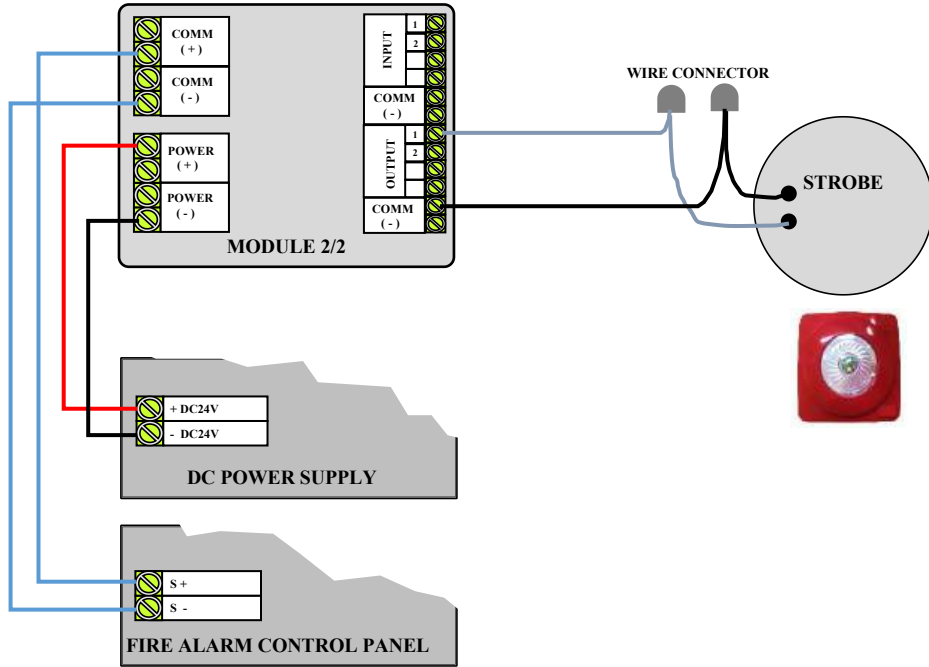 COMM
( + )
COMM
( - )
POWER
( + )
POWER
( - )
INPUT
1
2
COMM
( - )
OUTPUT
1
2
COMM
( - )
MODULE 2/2
WIRE CONNECTOR
STROBE
+ DC24V
- DC24V
DC POWER SUPPLY
S +
S -
FIRE ALARM CONTROL PANEL